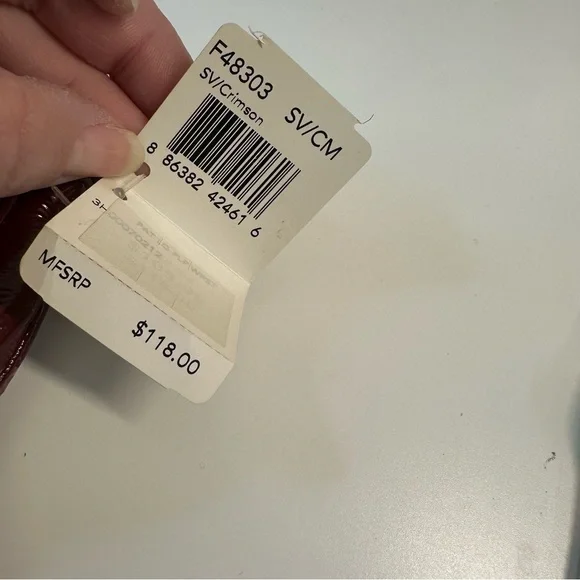 F48303 SV/CM
SV/Crimson
8 86382 42461 6
MFSRP
$118.00